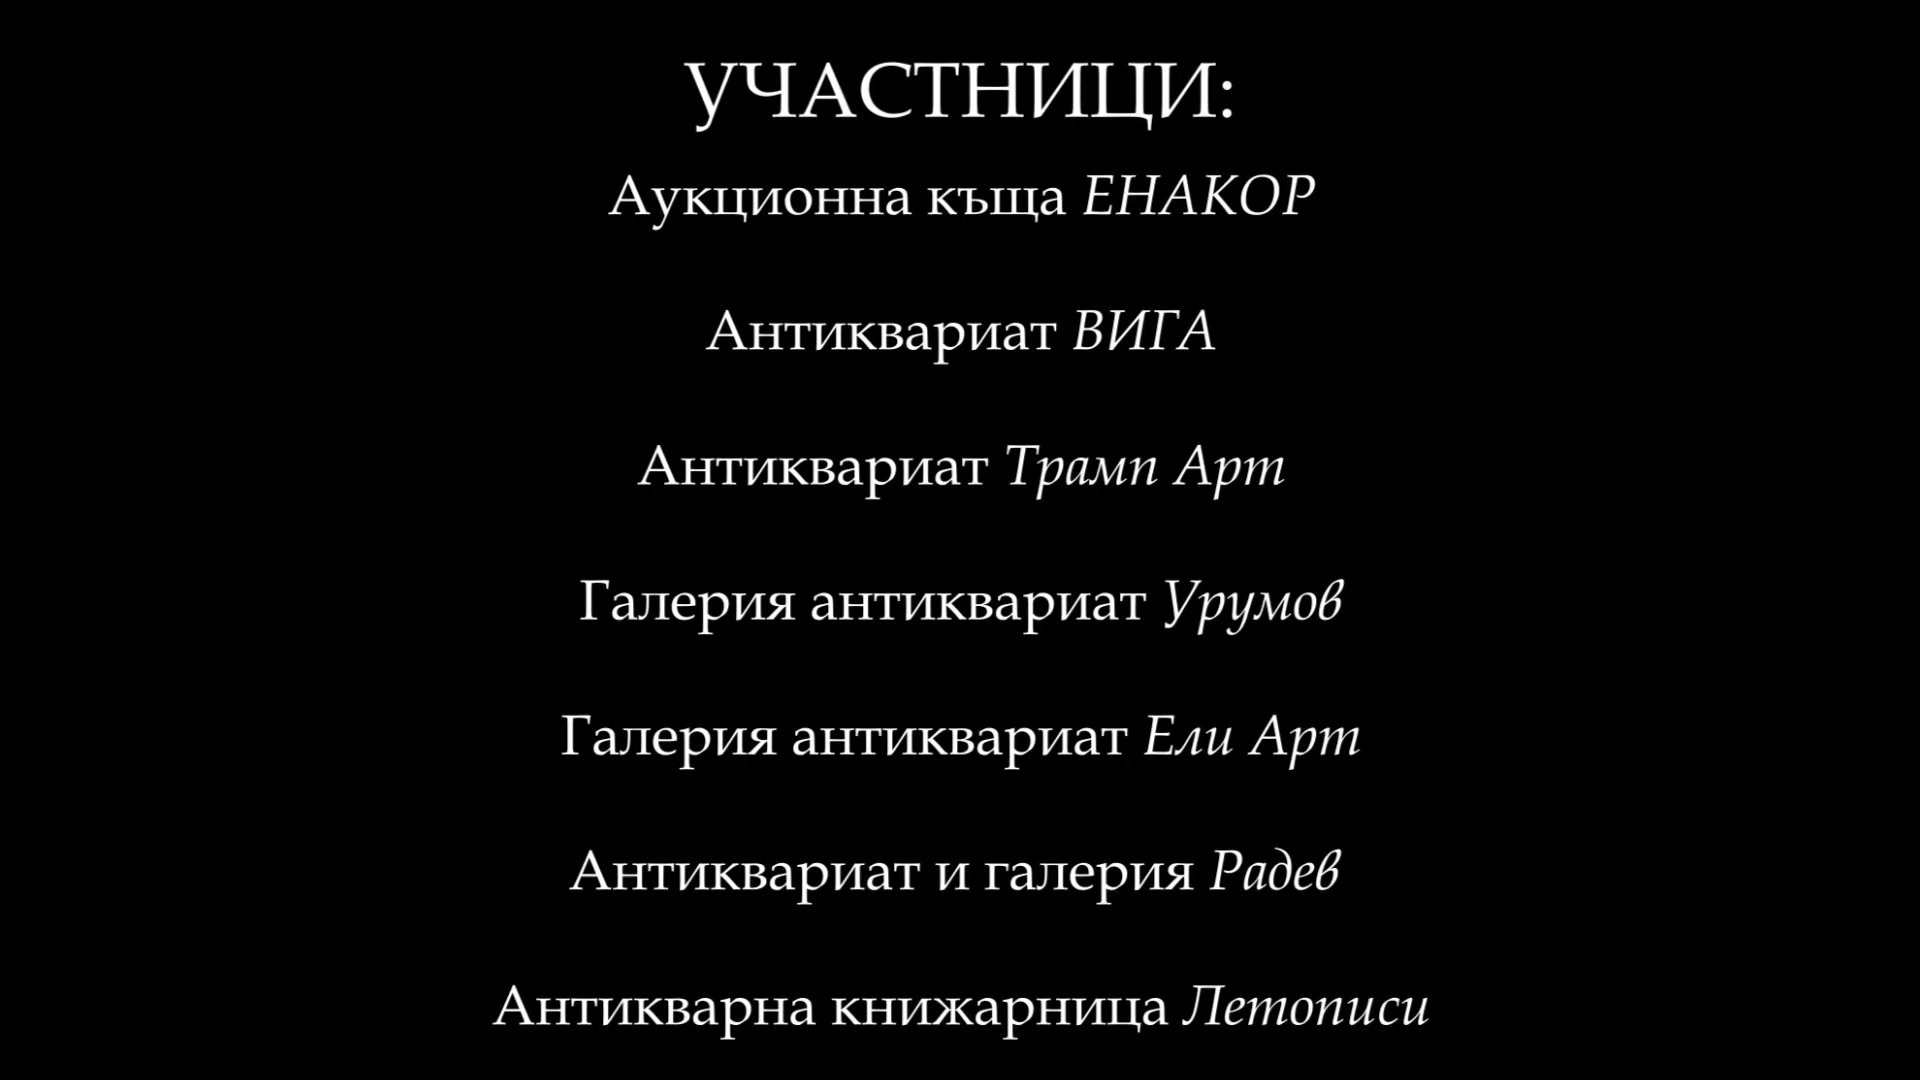 УЧАСТНИЦИ:
Аукционна къща ЕНАКОР
Антиквариат ВИГА
Антиквариат Трамп Арт
Галерия антиквариат Урумов
Галерия антиквариат Ели Арт
Антиквариат и галерия Радев
Антикварна книжарница Летописи